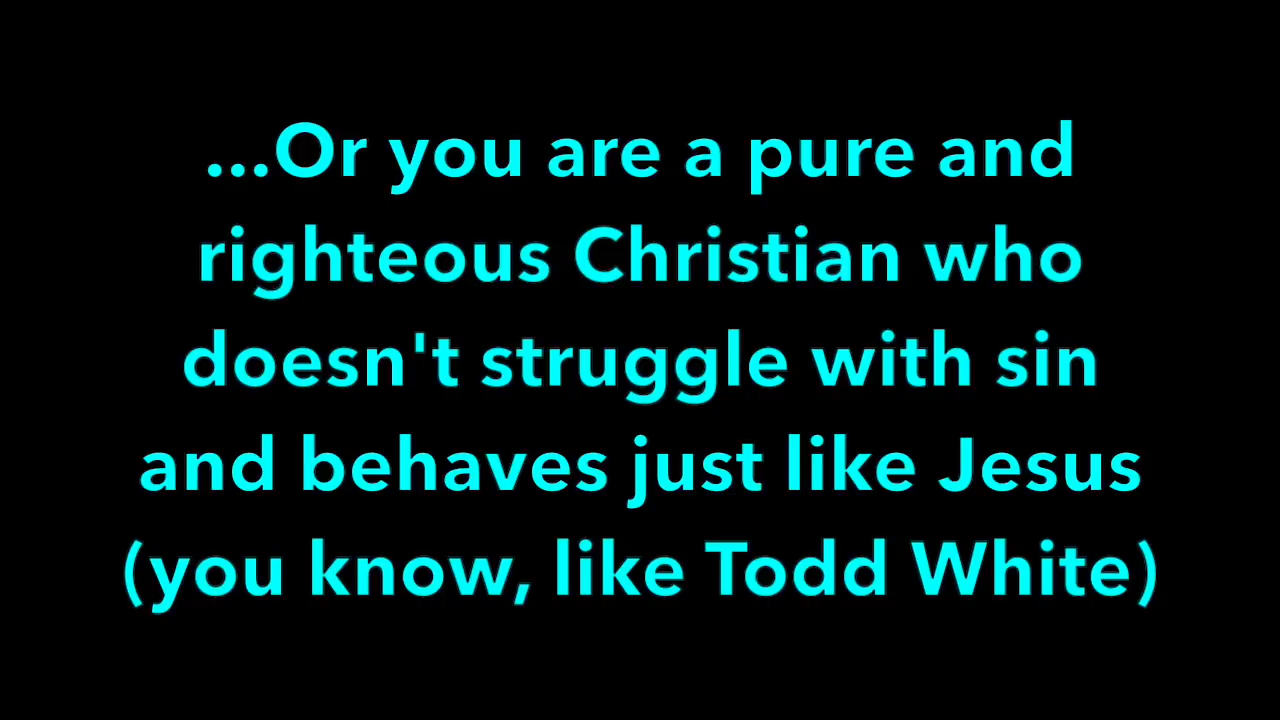 ...Or you are a pure and
righteous Christian who
doesn't struggle with sin
and behaves just like Jesus
(you know, like Todd White)